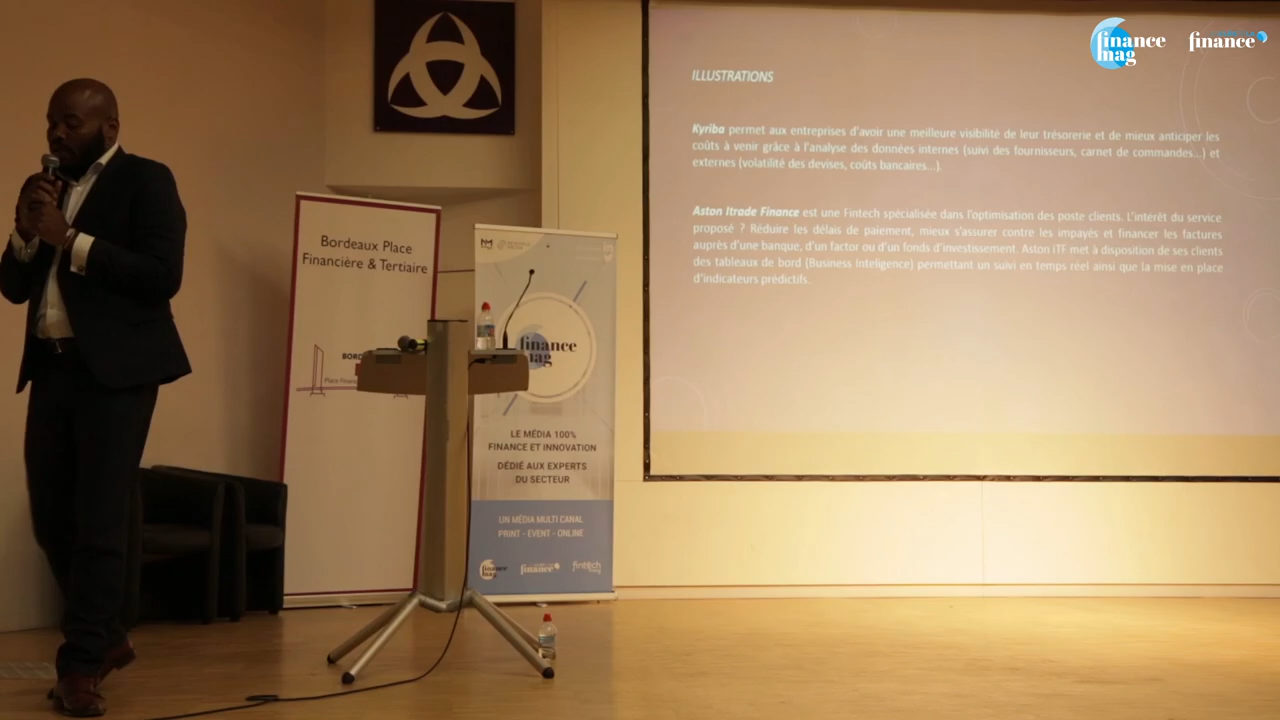 finance
mag
finance
ILLUSTRATIONS
Kyriba permet aux entreprises d'avoir une meilleure visibilité de leur trésorerie et de mieux anticiper les
coûts à venir grâce à l'analyse des données internes (suivi des fournisseurs, carnet de commandes...) et
externes (volatilité des devises, coûts bancaires...).
Aston Itrade Finance est une Fintech spécialisée dans l'optimisation des poste clients. L'intérêt du service
proposé ? Réduire les délais de paiement, mieux s'assurer contre les impayés et financer les factures
auprès d'une banque, d'un factor ou d'un fonds d'investissement. Aston iTF met à disposition de ses clients
des tableaux de bord (Business Inteligence) permettant un suivi en temps réel ainsi que la mise en place
d'indicateurs prédictifs.
Bordeaux Place
Financière & Tertiaire
BORD
Place Financ
finance
mag
LE MÉDIA 100%
FINANCE ET INNOVATION
DÉDIÉ AUX EXPERTS
DU SECTEUR
UN MÉDIA MULTI CANAL
PRINT - EVENT - ONLINE
finance
mag
finance
fintech